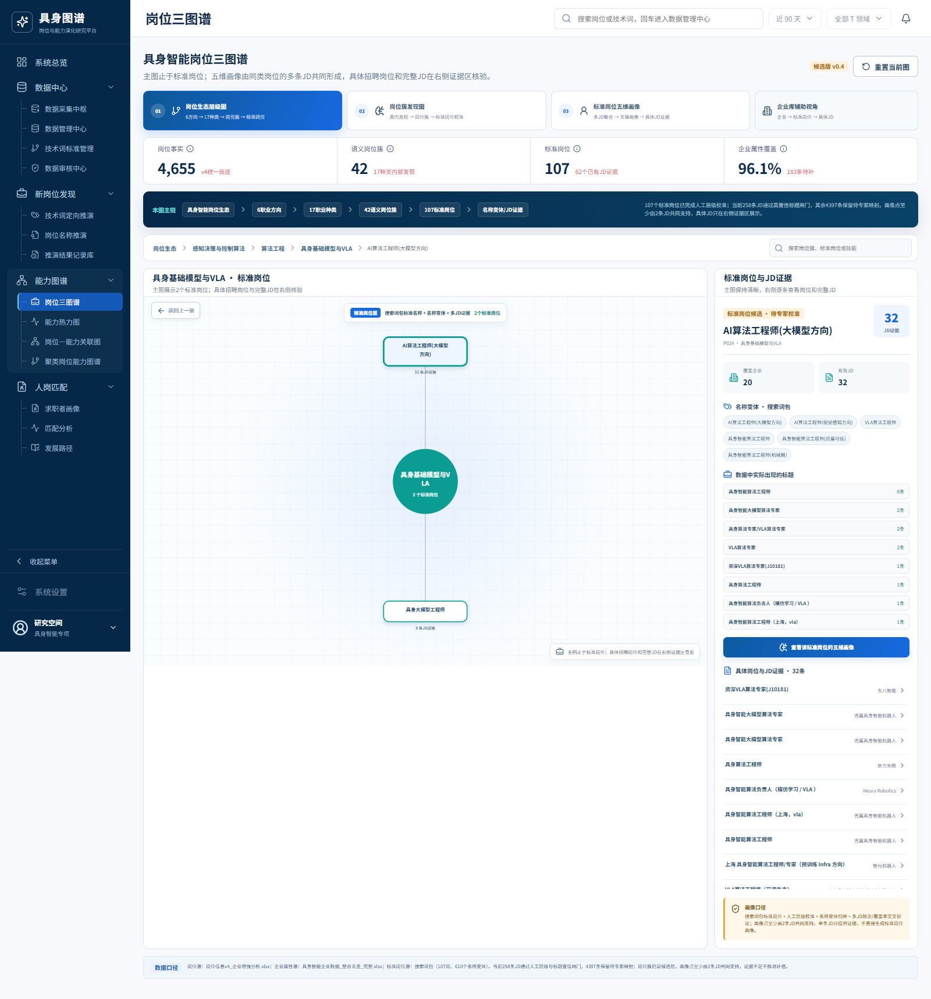 具身图谱
岗位与能力演化研究平台
系统总览
数据中心
数据采集中枢
数据管理中心
技术词标准管理
数据审核中心
新岗位发现
技术词定向推演
岗位名称推演
推演结果记录库
能力图谱
岗位三图谱
能力热力图
岗位—能力关联图
聚类岗位能力图谱
人岗匹配
求职者画像
匹配分析
发展路径
收起菜单
系统设置
研究空间
具身智能专项
岗位三图谱
搜索岗位或技术词，回车进入数据管理中心
近 90 天
全部 T 领域
具身智能岗位三图谱
主图止于标准岗位；五维画像由同类岗位的多条JD共同形成，具体招聘岗位和完整JD在右侧证据区核验。
候选版 v0.4
重置当前图
01
岗位生态层级图
6方向 → 17种类 → 岗位簇 → 标准岗位
02
岗位簇发现图
类内发现 → 岗位簇 → 标准岗位校准
03
标准岗位五维画像
多JD聚合 → 五维画像 → 具体JD证据
企业库辅助视角
企业 → 标准岗位 → 具体JD
岗位事实
4,655 v4统一底座
语义岗位簇
42 17种类内部发现
标准岗位
107 62个已有JD证据
企业属性覆盖
96.1% 183条待补
本图主链
具身智能岗位生态
6职业方向
17职业种类
42语义岗位簇
107标准岗位
名称变体/JD证据
107个标准岗位已完成人工层级校准；当前258条JD通过高置信标题闸门，其余4397条保留待专家映射。画像点至
少由2条JD共同支持，具体JD只在右侧证据区展示。
岗位生态
感知决策与控制算法
算法工程
具身基础模型与VLA
AI算法工程师(大模型方向)
搜索岗位簇、标准岗位或技能
具身基础模型与VLA · 标准岗位
主图展示2个标准岗位；具体招聘岗位与完整JD在右侧核验
返回上一层
标准岗位层 搜索词包标准名称 + 名称变体 + 多JD证据 2个标准岗位
AI算法工程师(大模型
方向)
32 条JD证据
具身基础模型与V
LA
2 个标准岗位
具身大模型工程师
8 条JD证据
主图止于标准岗位；具体招聘岗位和完整JD在右侧证据区查看
标准岗位与JD证据
主图保持清晰，右侧逐条查看岗位和完整JD
标准岗位候选 · 待专家校准
AI算法工程师(大模型方向)
P024 · 具身基础模型与VLA
32
JD证据
覆盖企业
20
有效JD
32
名称变体 · 搜索词包
AI算法工程师(大模型方向)
AI算法工程师(视觉感知方向)
VLA算法工程师
具身智能算法工程师
具身智能算法工程师(应届可投)
具身智能算法工程师(机械臂)
数据中实际出现的标题
具身智能算法工程师 6条
具身智能大模型算法专家 2条
具身算法专家/VLA算法专家 2条
VLA算法专家 2条
资深VLA算法专家(J10181) 1条
具身算法工程师 1条
具身智能算法负责人（模仿学习 / VLA ） 1条
具身智能算法工程师（上海，vla） 1条
查看该标准岗位的五维画像
具体岗位与JD证据 · 32条
资深VLA算法专家(J10181) 五八智能
具身智能大模型算法专家 吉翼具身智能机器人
具身智能大模型算法专家 吉翼具身智能机器人
具身算法工程师 原力无限
具身智能算法负责人（模仿学习 / VLA ） Neura Robotics
具身智能算法工程师（上海，vla） 吉翼具身智能机器人
具身智能算法工程师 吉翼具身智能机器人
上海 具身智能算法工程师/专家（预训练 Infra 方向） 智元机器人
画像口径
搜索词包标准岗位 + 人工层级校准 + 名称变体归并 + 多JD频次/覆盖率交叉验
证；画像点至少由2条JD共同支持。单条JD只提供证据，不直接生成标准岗位
画像。
数据口径
岗位源：岗位信息v4_企业增强分析.xlsx；企业属性源：具身智能企业数据_整合去重_完整.xlsx；标准岗位源：搜索词包（107岗、610个名称变体）。当前258条JD通过人工层级与标题置信闸门，4397条保留待专家映射；岗位簇仍是候选层，画像点至少由2条JD共同支持，证据不足不推测补值。